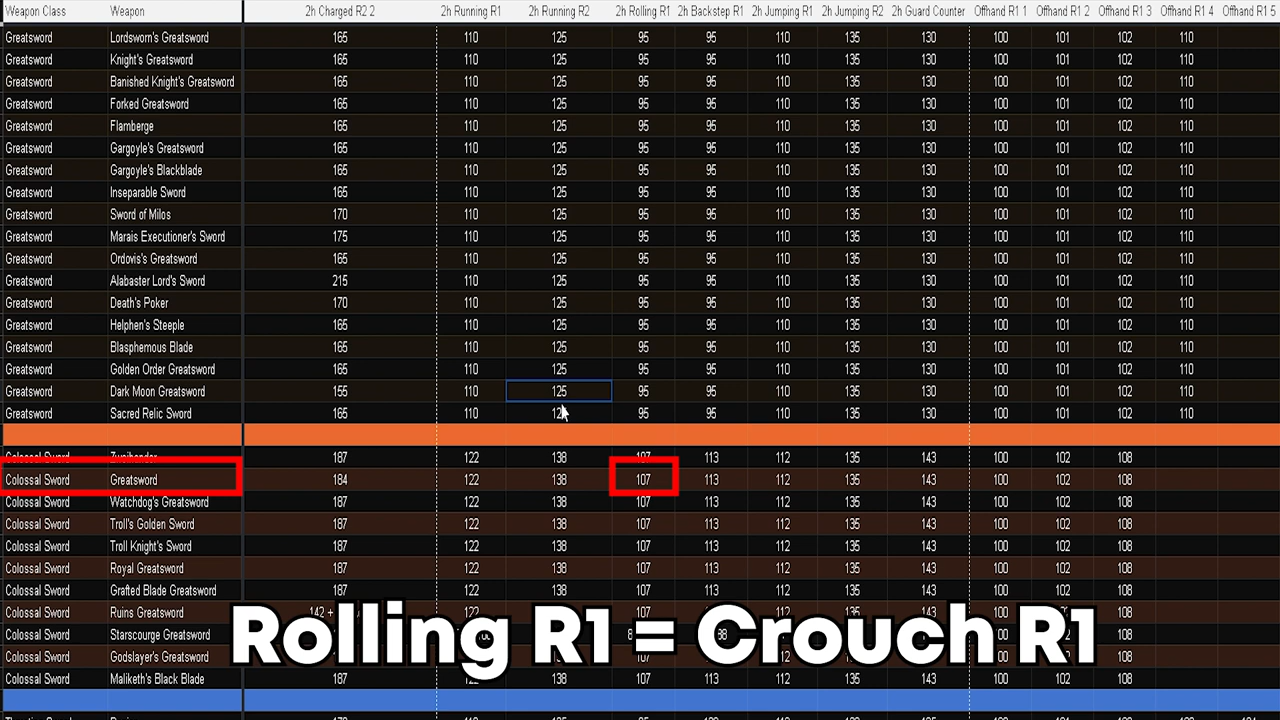 Weapon Class Weapon 2h Charged R2 2 2h Running R1 2h Running R2 2h Rolling R1 2h Backstep R1 2h Jumping R1 2h Jumping R2 2h Guard Counter Offhand R1 1 Offhand R1 2 Offhand R1 3 Offhand R1 4 Offhand R1 5
Greatsword Lordsworn's Greatsword 165 110 125 95 95 110 135 130 100 101 102 110
Greatsword Knight's Greatsword 165 110 125 95 95 110 135 130 100 101 102 110
Greatsword Banished Knight's Greatsword 165 110 125 95 95 110 135 130 100 101 102 110
Greatsword Forked Greatsword 165 110 125 95 95 110 135 130 100 101 102 110
Greatsword Flamberge 165 110 125 95 95 110 135 130 100 101 102 110
Greatsword Gargoyle's Greatsword 165 110 125 95 95 110 135 130 100 101 102 110
Greatsword Gargoyle's Blackblade 165 110 125 95 95 110 135 130 100 101 102 110
Greatsword Inseparable Sword 165 110 125 95 95 110 135 130 100 101 102 110
Greatsword Sword of Milos 170 110 125 95 95 110 135 130 100 101 102 110
Greatsword Marais Executioner's Sword 175 110 125 95 95 110 135 130 100 101 102 110
Greatsword Ordovis's Greatsword 165 110 125 95 95 110 135 130 100 101 102 110
Greatsword Alabaster Lord's Sword 215 110 125 95 95 110 135 130 100 101 102 110
Greatsword Death's Poker 170 110 125 95 95 110 135 130 100 101 102 110
Greatsword Helphen's Steeple 165 110 125 95 95 110 135 130 100 101 102 110
Greatsword Blasphemous Blade 165 110 125 95 95 110 135 130 100 101 102 110
Greatsword Golden Order Greatsword 165 110 125 95 95 110 135 130 100 101 102 110
Greatsword Dark Moon Greatsword 155 110 125 95 95 110 135 130 100 101 102 110
Greatsword Sacred Relic Sword 165 110 95 95 110 135 130 100 101 102 110
Colossal Sword Zweihander 187 122 138 107 113 112 135 143 100 102 108
Colossal Sword Greatsword 184 122 138 107 113 112 135 143 100 102 108
Colossal Sword Watchdog's Greatsword 187 122 138 107 113 112 135 143 100 102 108
Colossal Sword Troll's Golden Sword 187 122 138 107 113 112 135 143 100 102 108
Colossal Sword Troll Knight's Sword 187 122 138 107 113 112 135 143 100 102 108
Colossal Sword Royal Greatsword 187 122 138 107 113 112 135 143 100 102 108
Colossal Sword Grafted Blade Greatsword 187 122 138 107 113 112 135 143 100 102 108
Colossal Sword Ruins Greatsword 142 + 122 138 107 112 135 143 100 102 108
Colossal Sword Starscourge Greatsword
Colossal Sword Godslayer's Greatsword 108
Colossal Sword Maliketh's Black Blade 187 122 138 107 113 112 135 143 100 102 108
Rolling R1 = Crouch R1